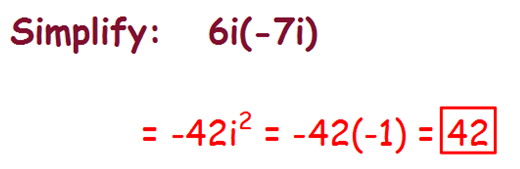 Simplify: 6i(-7i)
= -42i² = -42(-1) = 42